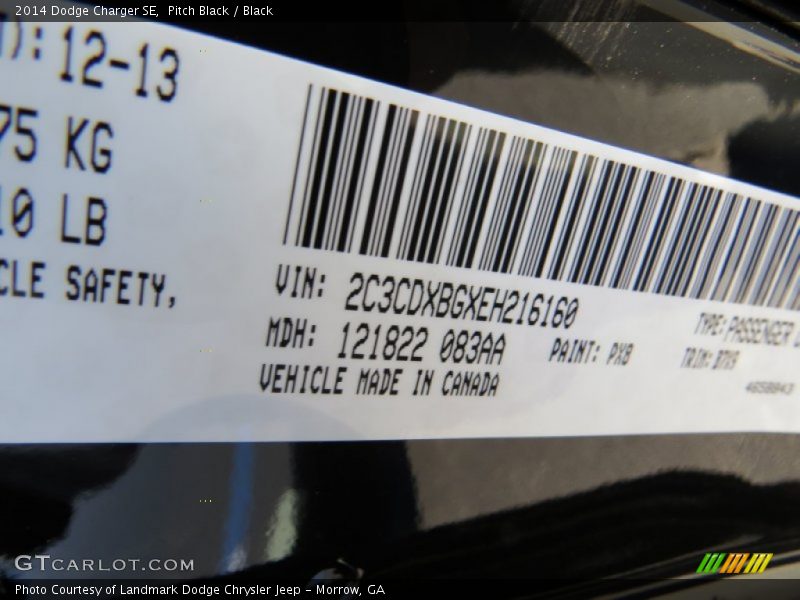 2014 Dodge Charger SE, Pitch Black / Black
): 12-13
75 KG
10 LB
CLE SAFETY,
VIN: 2C3CDXBGXEH216160
TYPE: PASSENGER
MDH: 121822 083AA
PAINT: PX8
TRIM:
VEHICLE MADE IN CANADA
GTCARLOT.COM
Photo Courtesy of Landmark Dodge Chrysler Jeep - Morrow, GA